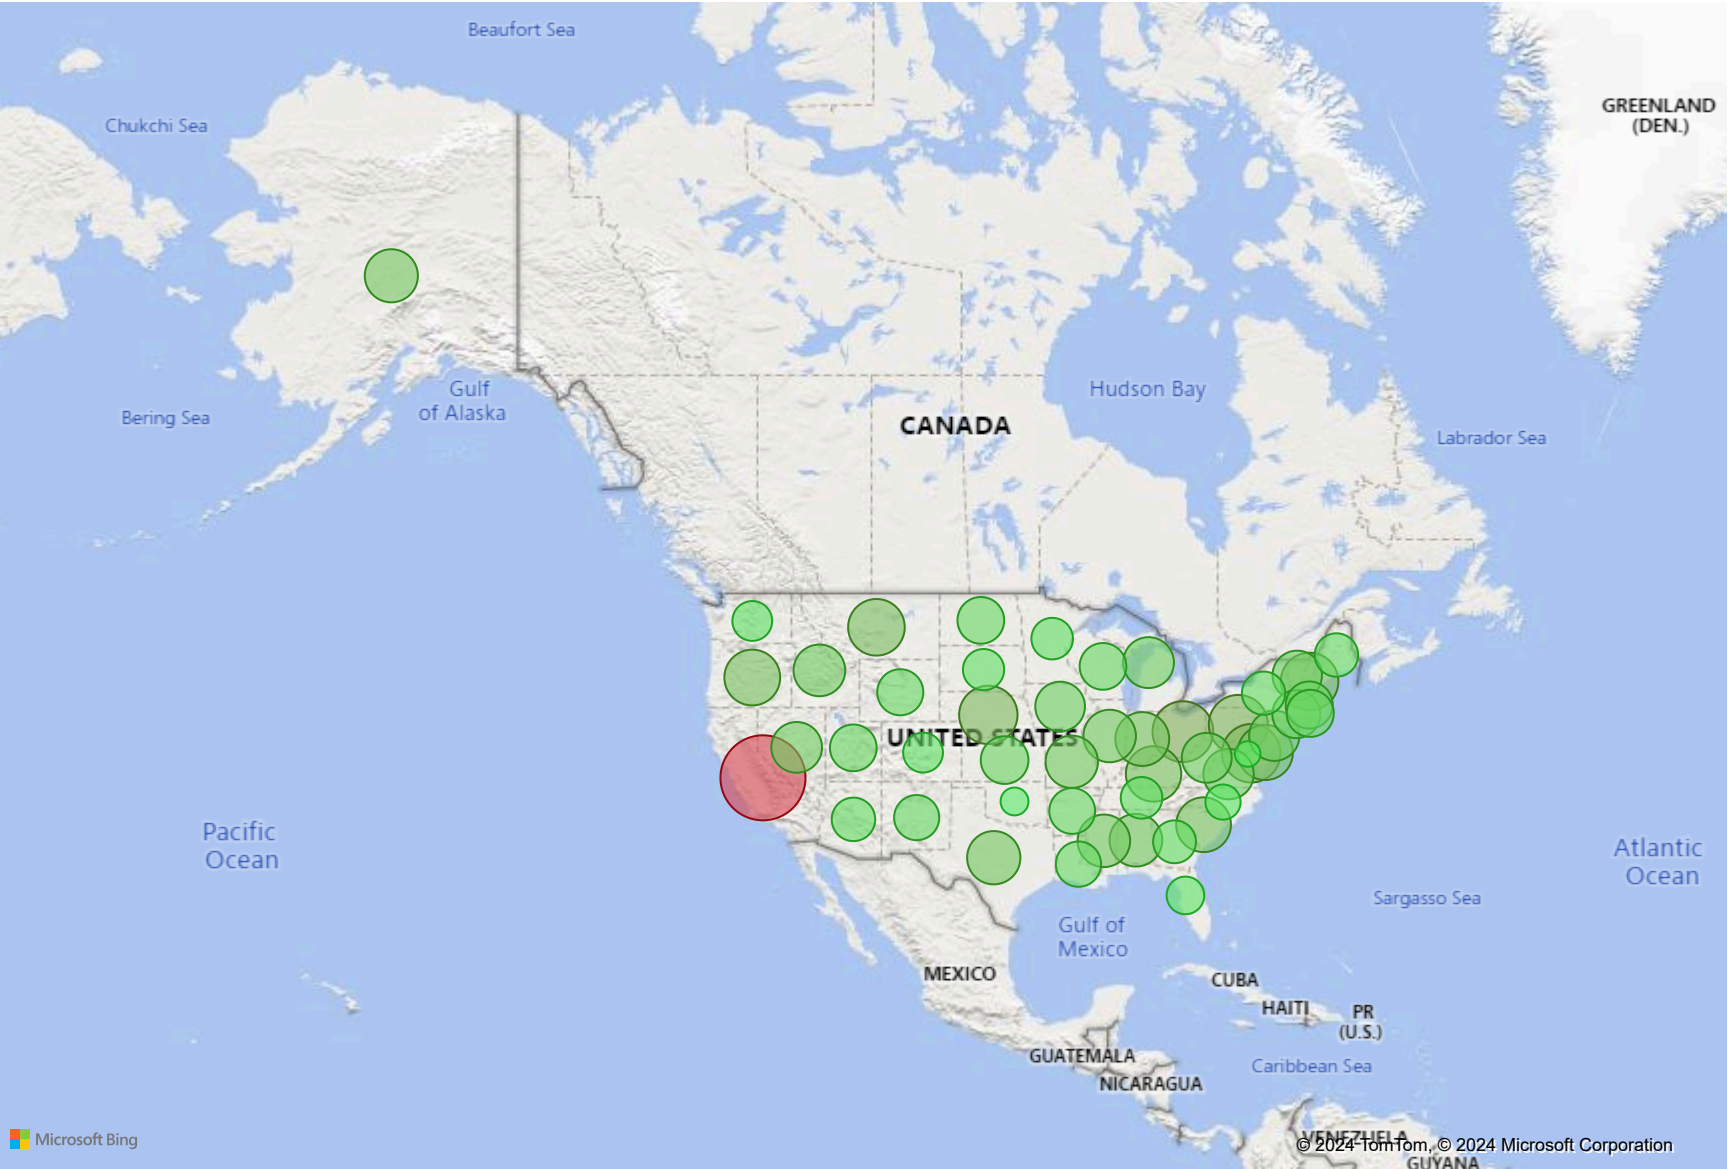 Beaufort Sea
Chukchi Sea
GREENLAND
(DEN.)
Gulf
of Alaska
Hudson Bay
Bering Sea
CANADA
Labrador Sea
UNITED STATES
Pacific
Ocean
Atlantic
Ocean
Sargasso Sea
Gulf of
Mexico
MEXICO
CUBA
HAITI
PR
(U.S.)
GUATEMALA
Caribbean Sea
NICARAGUA
Microsoft Bing
VENEZUELA
© 2024 TomTom, © 2024 Microsoft Corporation
GUYANA